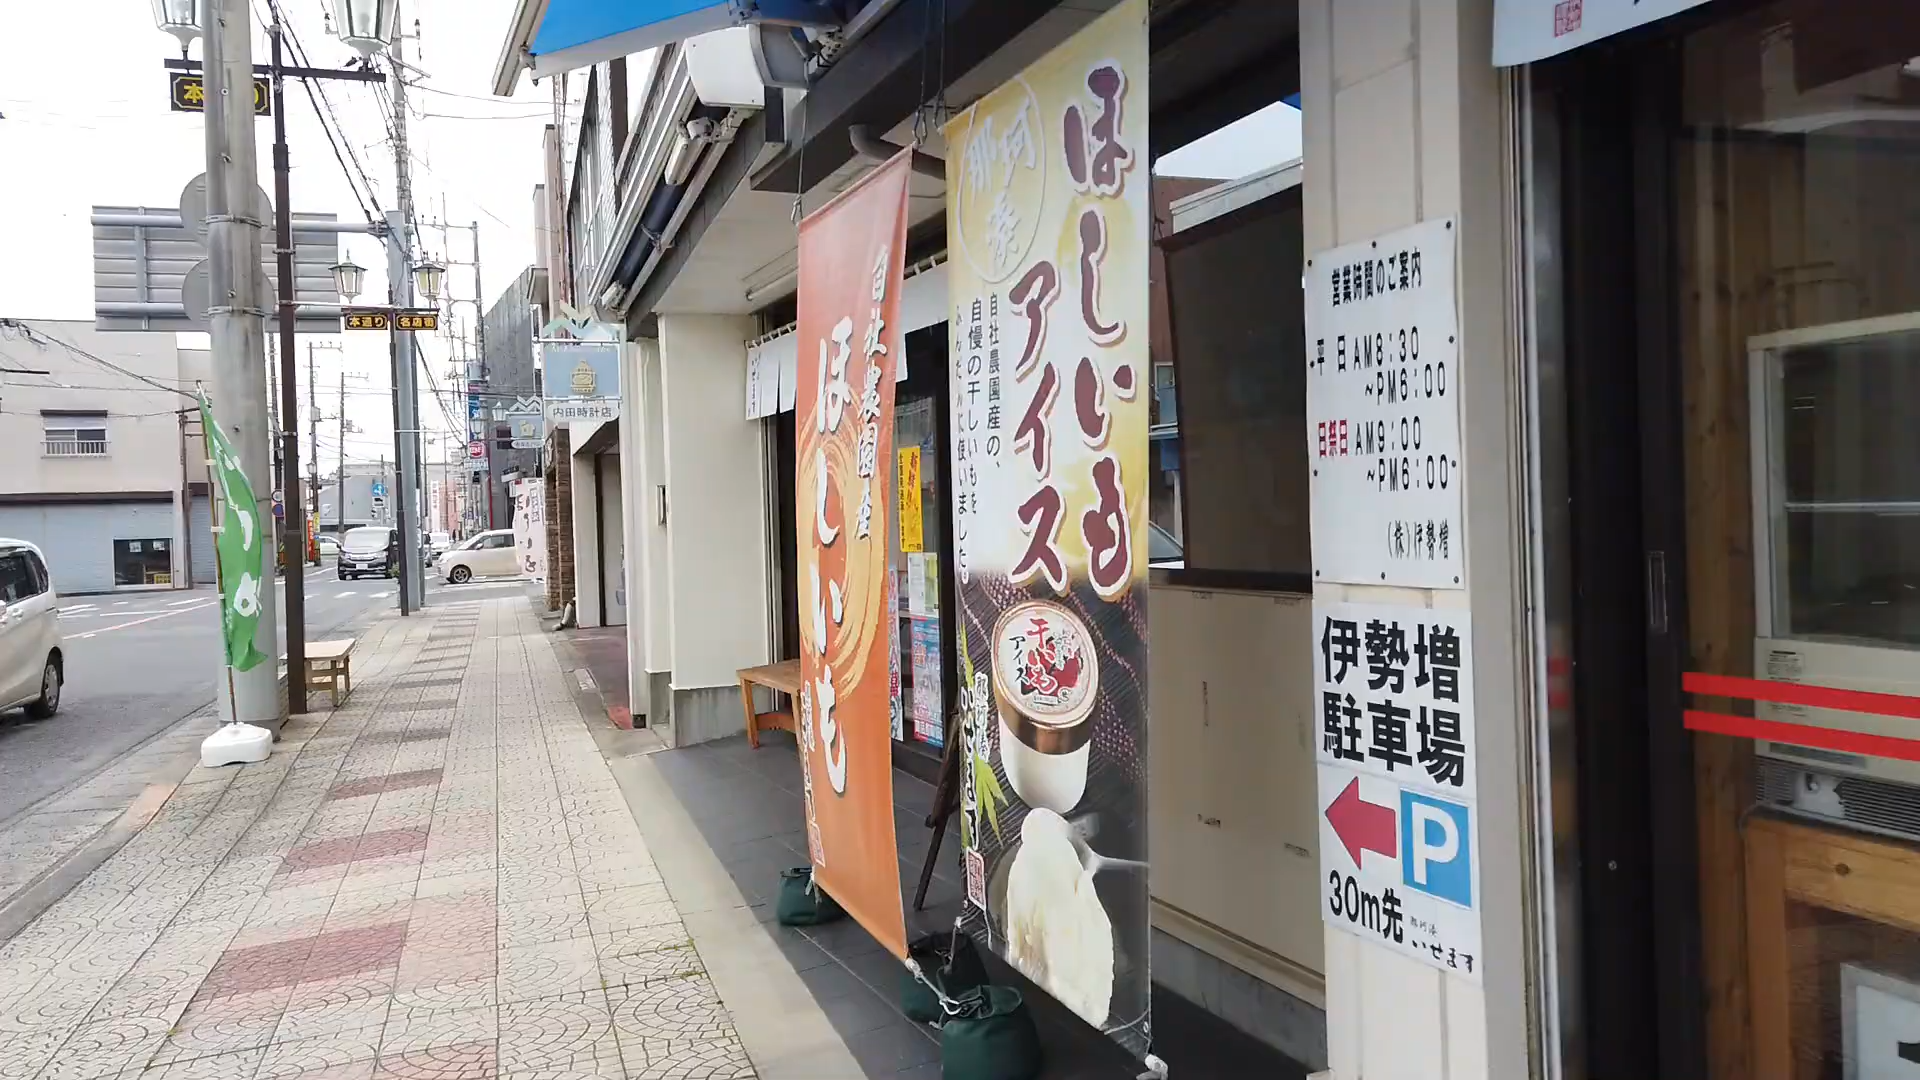 本通り
名店街
内田時計店
自社農園産
ほしいも
那珂湊
ほしいも
アイス
自社農園産の、
自慢の干しいもを
ふんだんに使いました。
干しいも
アイス
那珂湊
いせます
営業時間のご案内
平日 AM8:30
~PM6:00
日祭日 AM9:00
~PM6:00
(株)伊勢増
伊勢増
駐車場
P
30m先
那珂湊
いせます